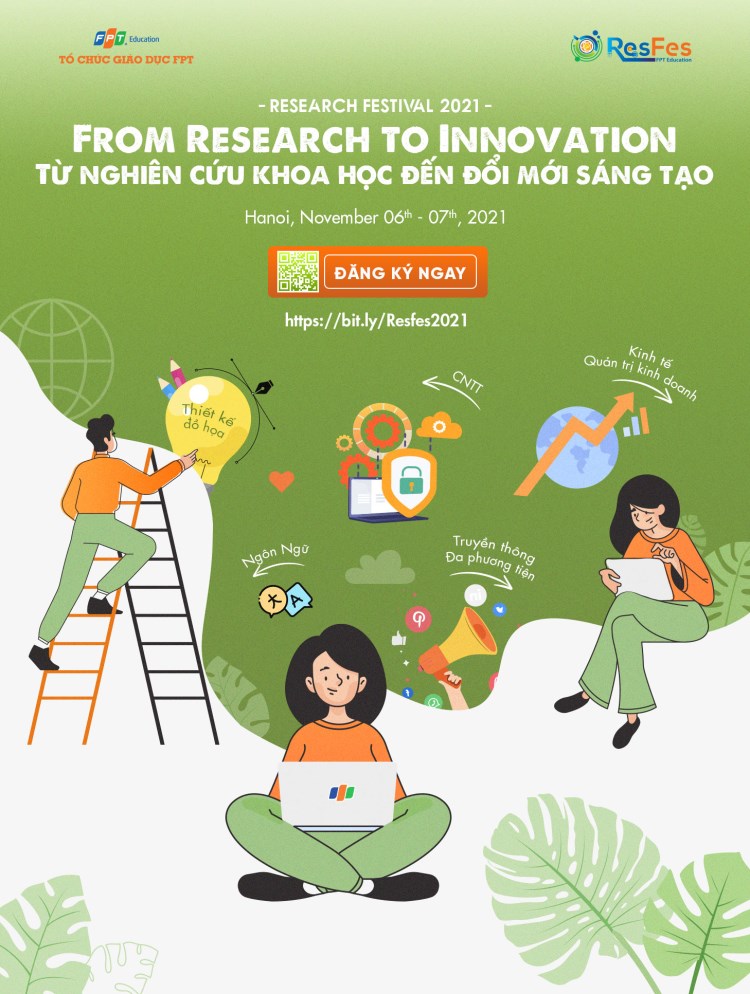 FPT Education
TỔ CHỨC GIÁO DỤC FPT
ResFes
FPT Education
- RESEARCH FESTIVAL 2021 -
FROM RESEARCH TO INNOVATION
TỪ NGHIÊN CỨU KHOA HỌC ĐẾN ĐỔI MỚI SÁNG TẠO
Hanoi, November 06th - 07th, 2021
ĐĂNG KÝ NGAY
https://bit.ly/Resfes2021
Kinh tế
Quản trị kinh doanh
CNTT
Thiết kế
đồ họa
Truyền thông
Đa phương tiện
Ngôn Ngữ
K A